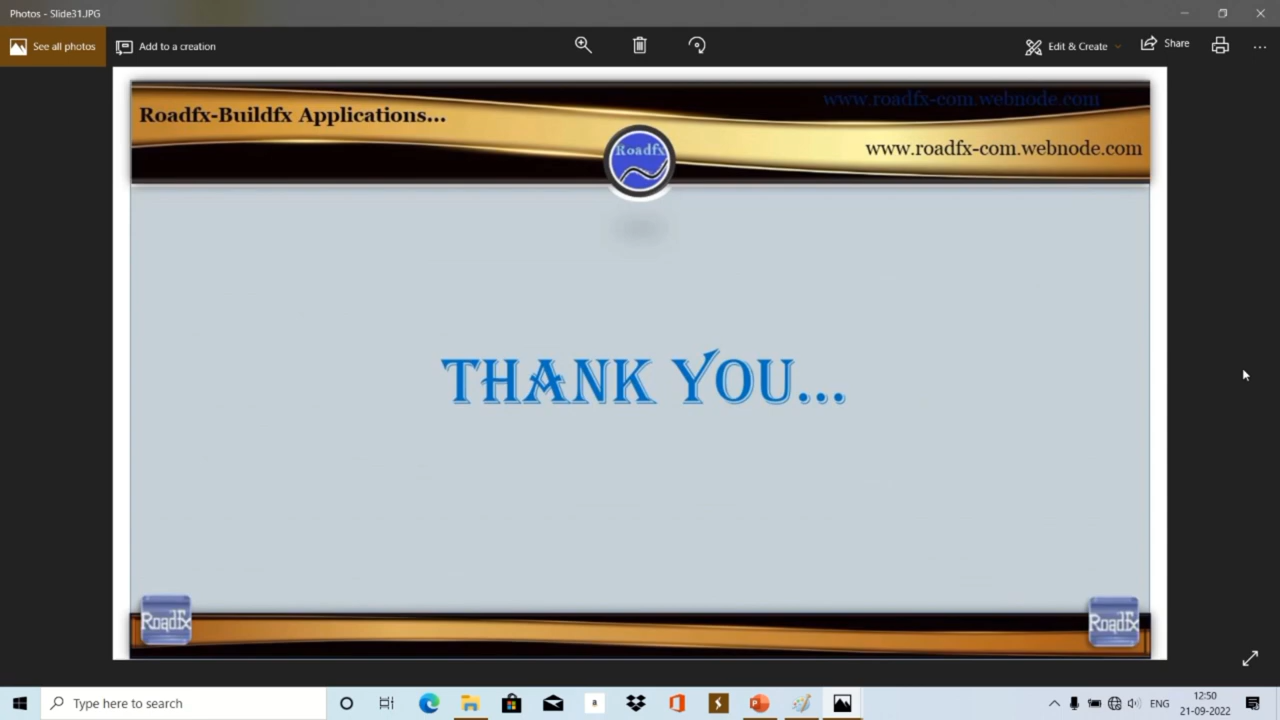 Photos - Slide31.JPG
See all photos
Add to a creation
Edit & Create
Share
www.roadfx-com.webnode.com
Roadfx-Buildfx Applications...
Roadfx
www.roadfx-com.webnode.com
THANK YOU...
RoadFx
RoadFx
Type here to search
a
ENG
12:50
21-09-2022